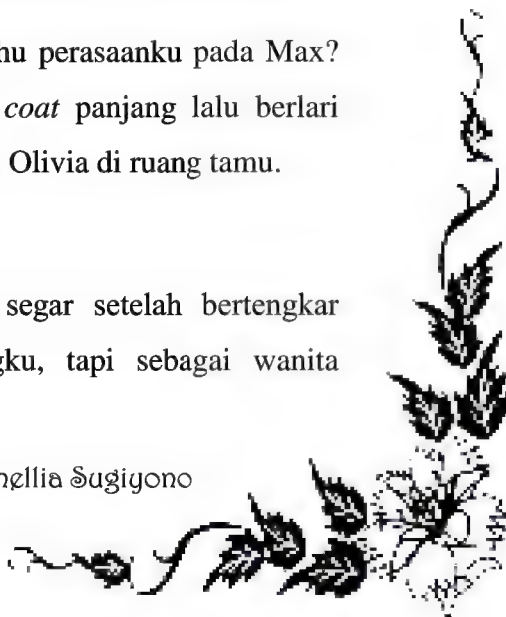 hu perasaanku pada Max?
coat panjang lalu berlari
Olivia di ruang tamu.
segar setelah bertengkar
gku, tapi sebagai wanita
nellia Sugiyono